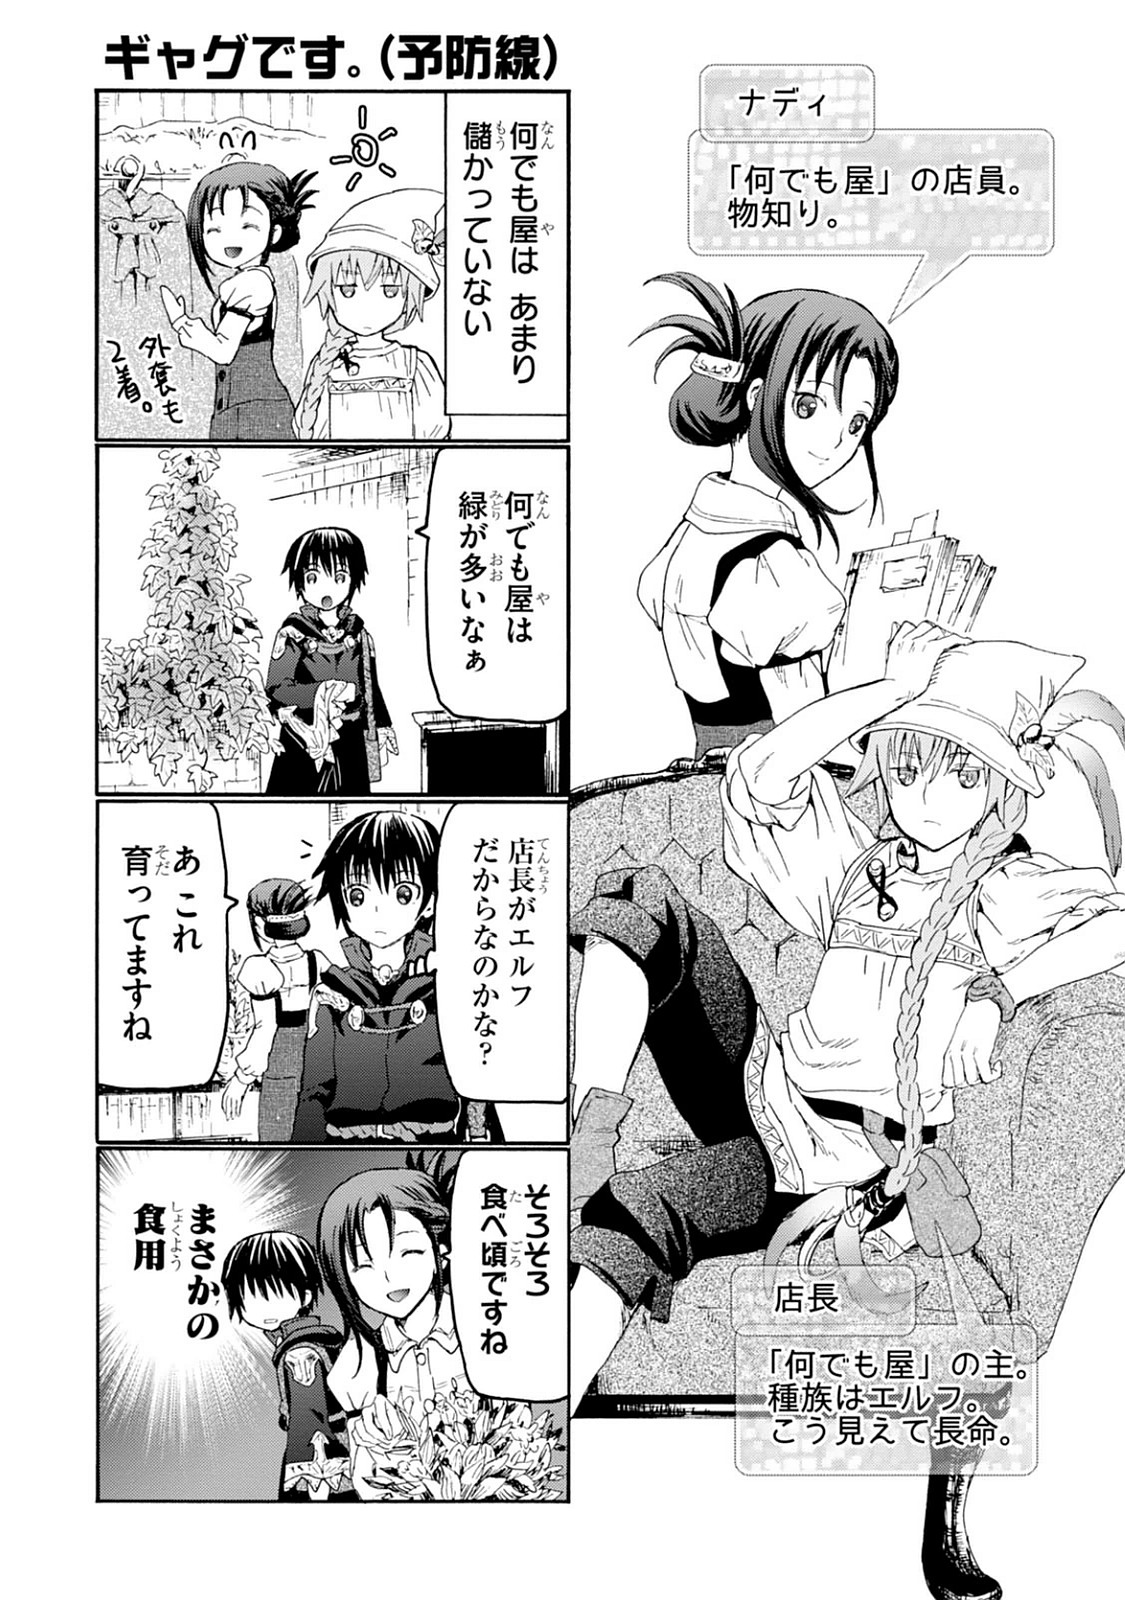 ギャグです。(予防線)
ナディ
「何でも屋」の店員。
物知り。
何でも屋は あまり
儲かっていない
外套も
2着。
何でも屋は
緑が多いなぁ
店長がエルフ
だからなのかな?
あ これ
育ってますね
そろそろ
食べ頃ですね
まさかの
食用
店長
「何でも屋」の主。
種族はエルフ。
こう見えて長命。